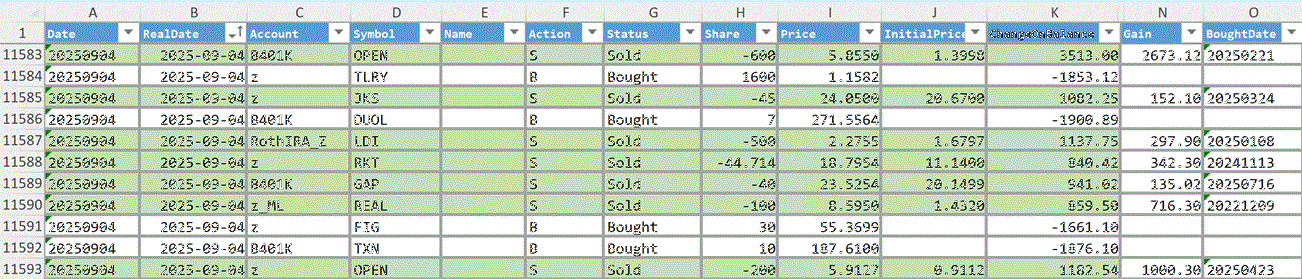 A B C D E F G H I J K N O
1 Date RealDate Account Symbol Name Action Status Share Price InitialPrice Gain BoughtDate
11583 20250904 2025-09-04 B401K OPEN S Sold -600 5.8550 1.3998 3513.00 2673.12 20250221
11584 20250904 2025-09-04 z TLRY B Bought 1600 1.1582 -1853.12
11585 20250904 2025-09-04 z JKS S Sold -45 24.0500 20.6700 1082.25 152.10 20250324
11586 20250904 2025-09-04 B401K DUOL B Bought 7 271.5564 -1900.89
11587 20250904 2025-09-04 RothIRA_Z LDI S Sold -500 2.2755 1.6797 1137.75 297.90 20250108
11588 20250904 2025-09-04 z RKT S Sold -44.714 18.7954 11.1400 840.42 342.30 20241113
11589 20250904 2025-09-04 B401K GAP S Sold -40 23.5254 20.1499 941.02 135.02 20250716
11590 20250904 2025-09-04 z_ML REAL S Sold -100 8.5950 1.4320 859.50 716.30 20221209
11591 20250904 2025-09-04 z FIG B Bought 30 55.3699 -1661.10
11592 20250904 2025-09-04 B401K TXN B Bought 10 187.6100 -1876.10
11593 20250904 2025-09-04 z OPEN S Sold -200 5.9127 0.9112 1182.54 1000.30 20250423